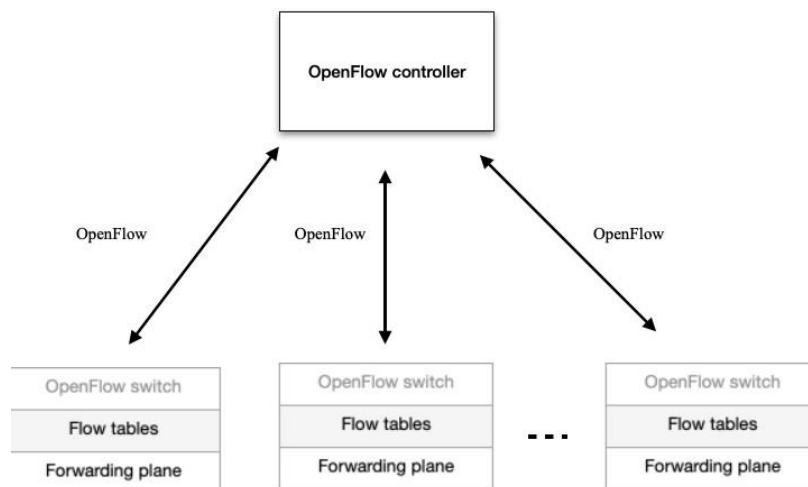 OpenFlow controller
OpenFlow
OpenFlow
OpenFlow
OpenFlow switch
Flow tables
Forwarding plane
OpenFlow switch
Flow tables
Forwarding plane
OpenFlow switch
Flow tables
Forwarding plane